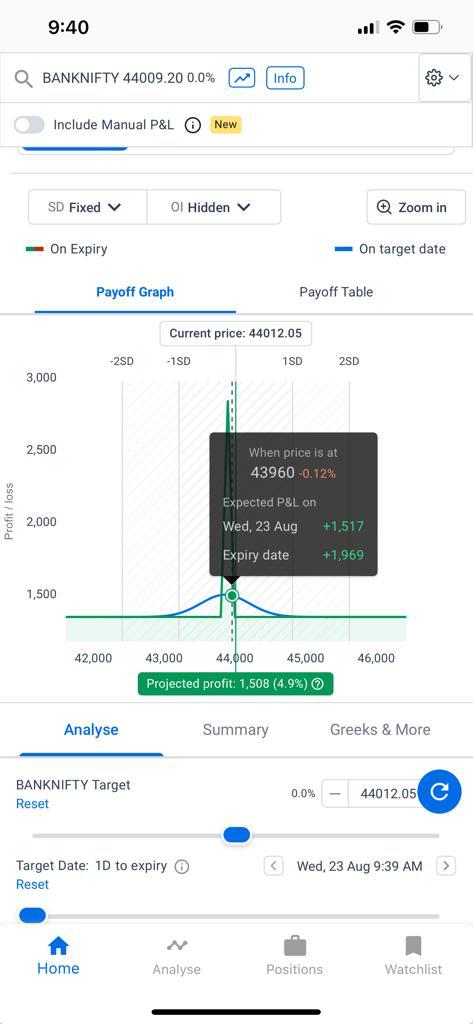 9:40
BANKNIFTY 44009.20 0.0% Info
Include Manual P&L New
SD Fixed OI Hidden Zoom in
On Expiry On target date
Payoff Graph Payoff Table
Current price: 44012.05
-2SD -1SD 1SD 2SD
3,000
2,500
2,000
1,500
Profit / loss
When price is at
43960 -0.12%
Expected P&L on
Wed, 23 Aug +1,517
Expiry date +1,969
42,000 43,000 44,000 45,000 46,000
Projected profit: 1,508 (4.9%)
Analyse Summary Greeks & More
BANKNIFTY Target 0.0% 44012.05
Reset
Target Date: 1D to expiry Wed, 23 Aug 9:39 AM
Reset
Home Analyse Positions Watchlist